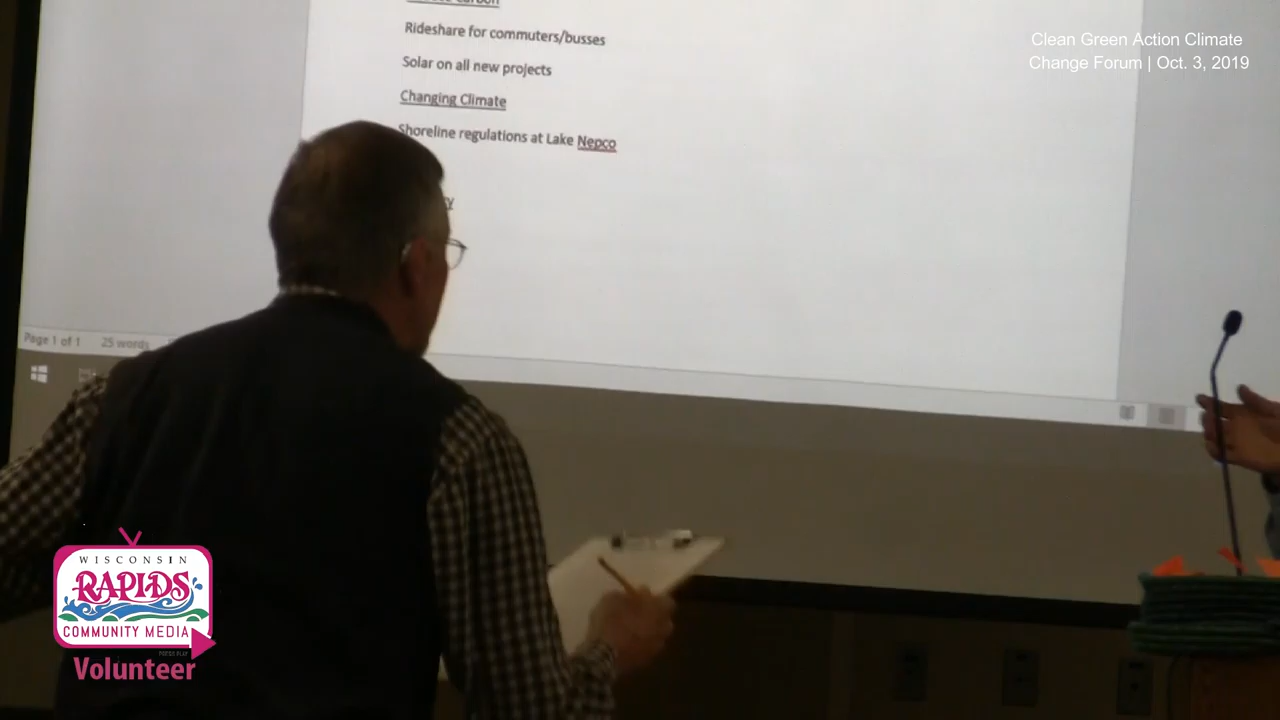 Clean Green Action Climate
Change Forum | Oct. 3, 2019
Rideshare for commuters/busses
Solar on all new projects
Changing Climate
Shoreline regulations at Lake Nepco
Page 1 of 1 25 words
WISCONSIN
RAPIDS
COMMUNITY MEDIA
Volunteer